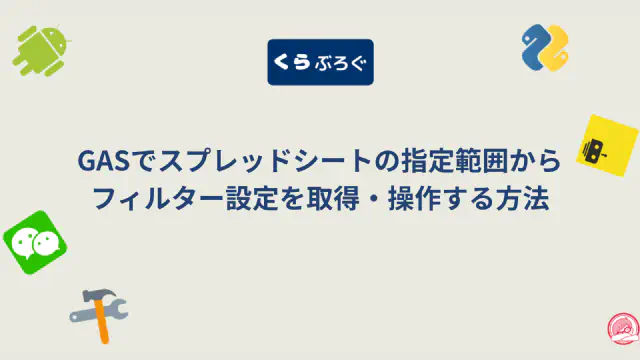 くらぶろぐ
GASでスプレッドシートの指定範囲から
フィルター設定を取得・操作する方法